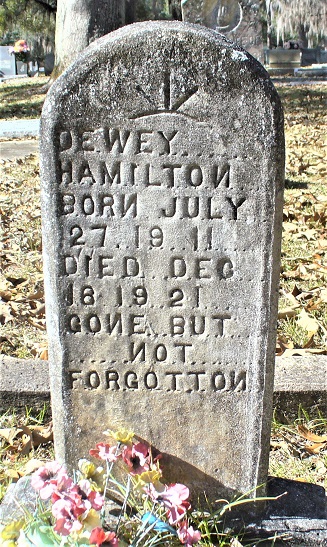 DEWEY
HAMILTON
BORN JULY
27 19 11
DIED DEC
18 19 21
GONE BUT
NOT
FORGOTTON